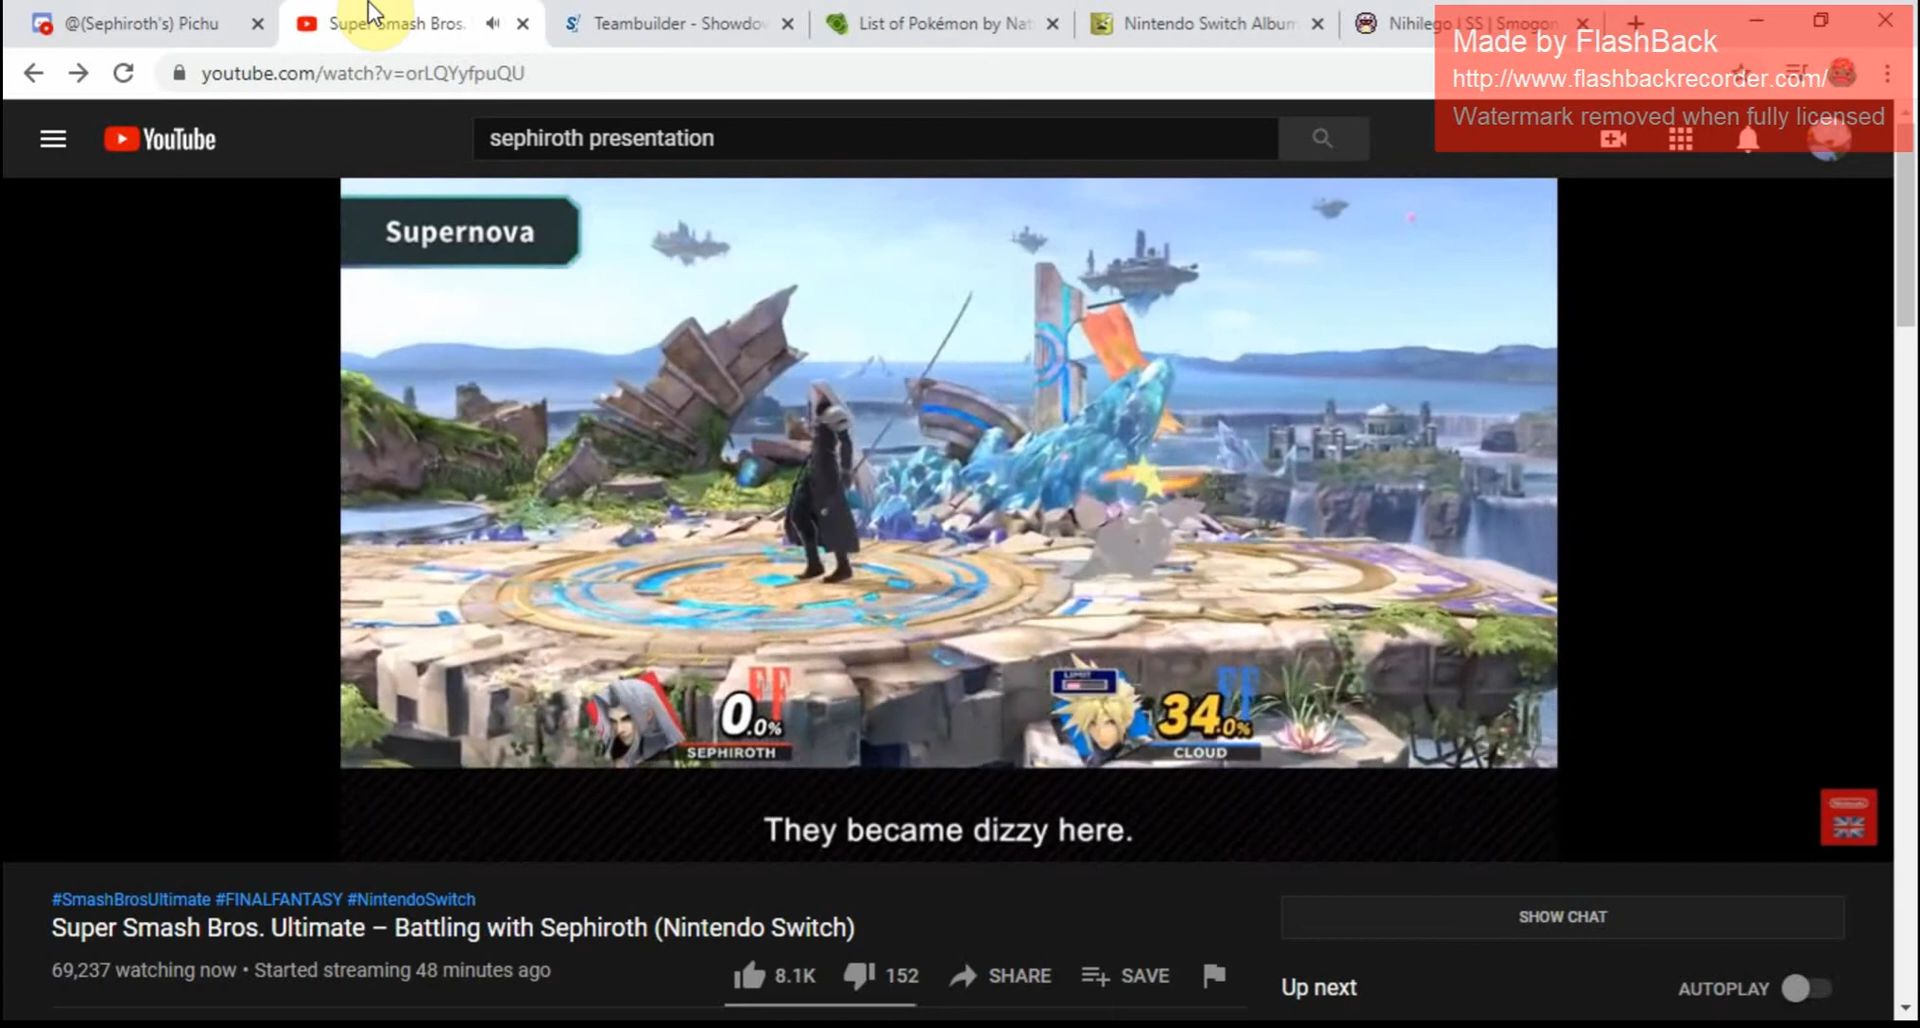 @(Sephiroth's) Pichu
Super Smash Bros.
Teambuilder - Showdo
List of Pokémon by Nat
Nintendo Switch Album
Nihilego | SS | Smogon
Made by FlashBack
http://www.flashbackrecorder.com/
Watermark removed when fully licensed
youtube.com/watch?v=orLQYyfpuQU
YouTube
sephiroth presentation
Supernova
LIMIT
FF
0.0%
SEPHIROTH
FF
34.0%
CLOUD
They became dizzy here.
Nintendo
#SmashBrosUltimate #FINALFANTASY #NintendoSwitch
Super Smash Bros. Ultimate – Battling with Sephiroth (Nintendo Switch)
69,237 watching now • Started streaming 48 minutes ago
8.1K
152
SHARE
SAVE
SHOW CHAT
Up next
AUTOPLAY